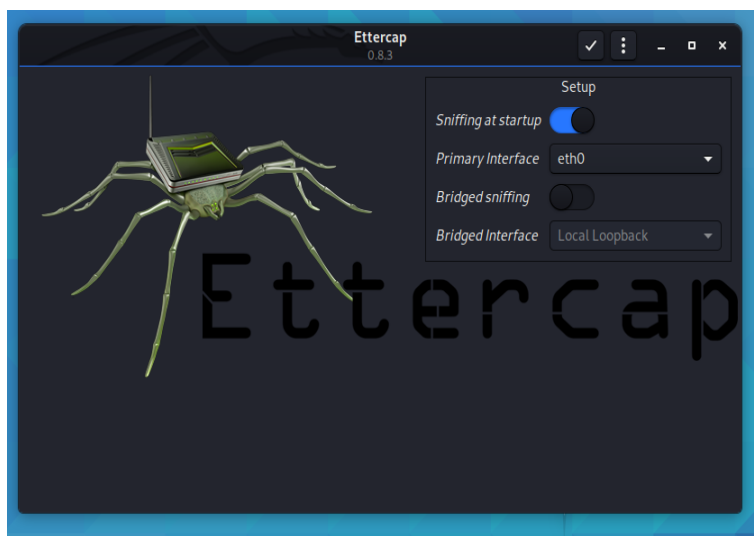 Ettercap
0.8.3
Setup
Sniffing at startup
Primary Interface eth0
Bridged sniffing
Bridged Interface Local Loopback
Ettercap